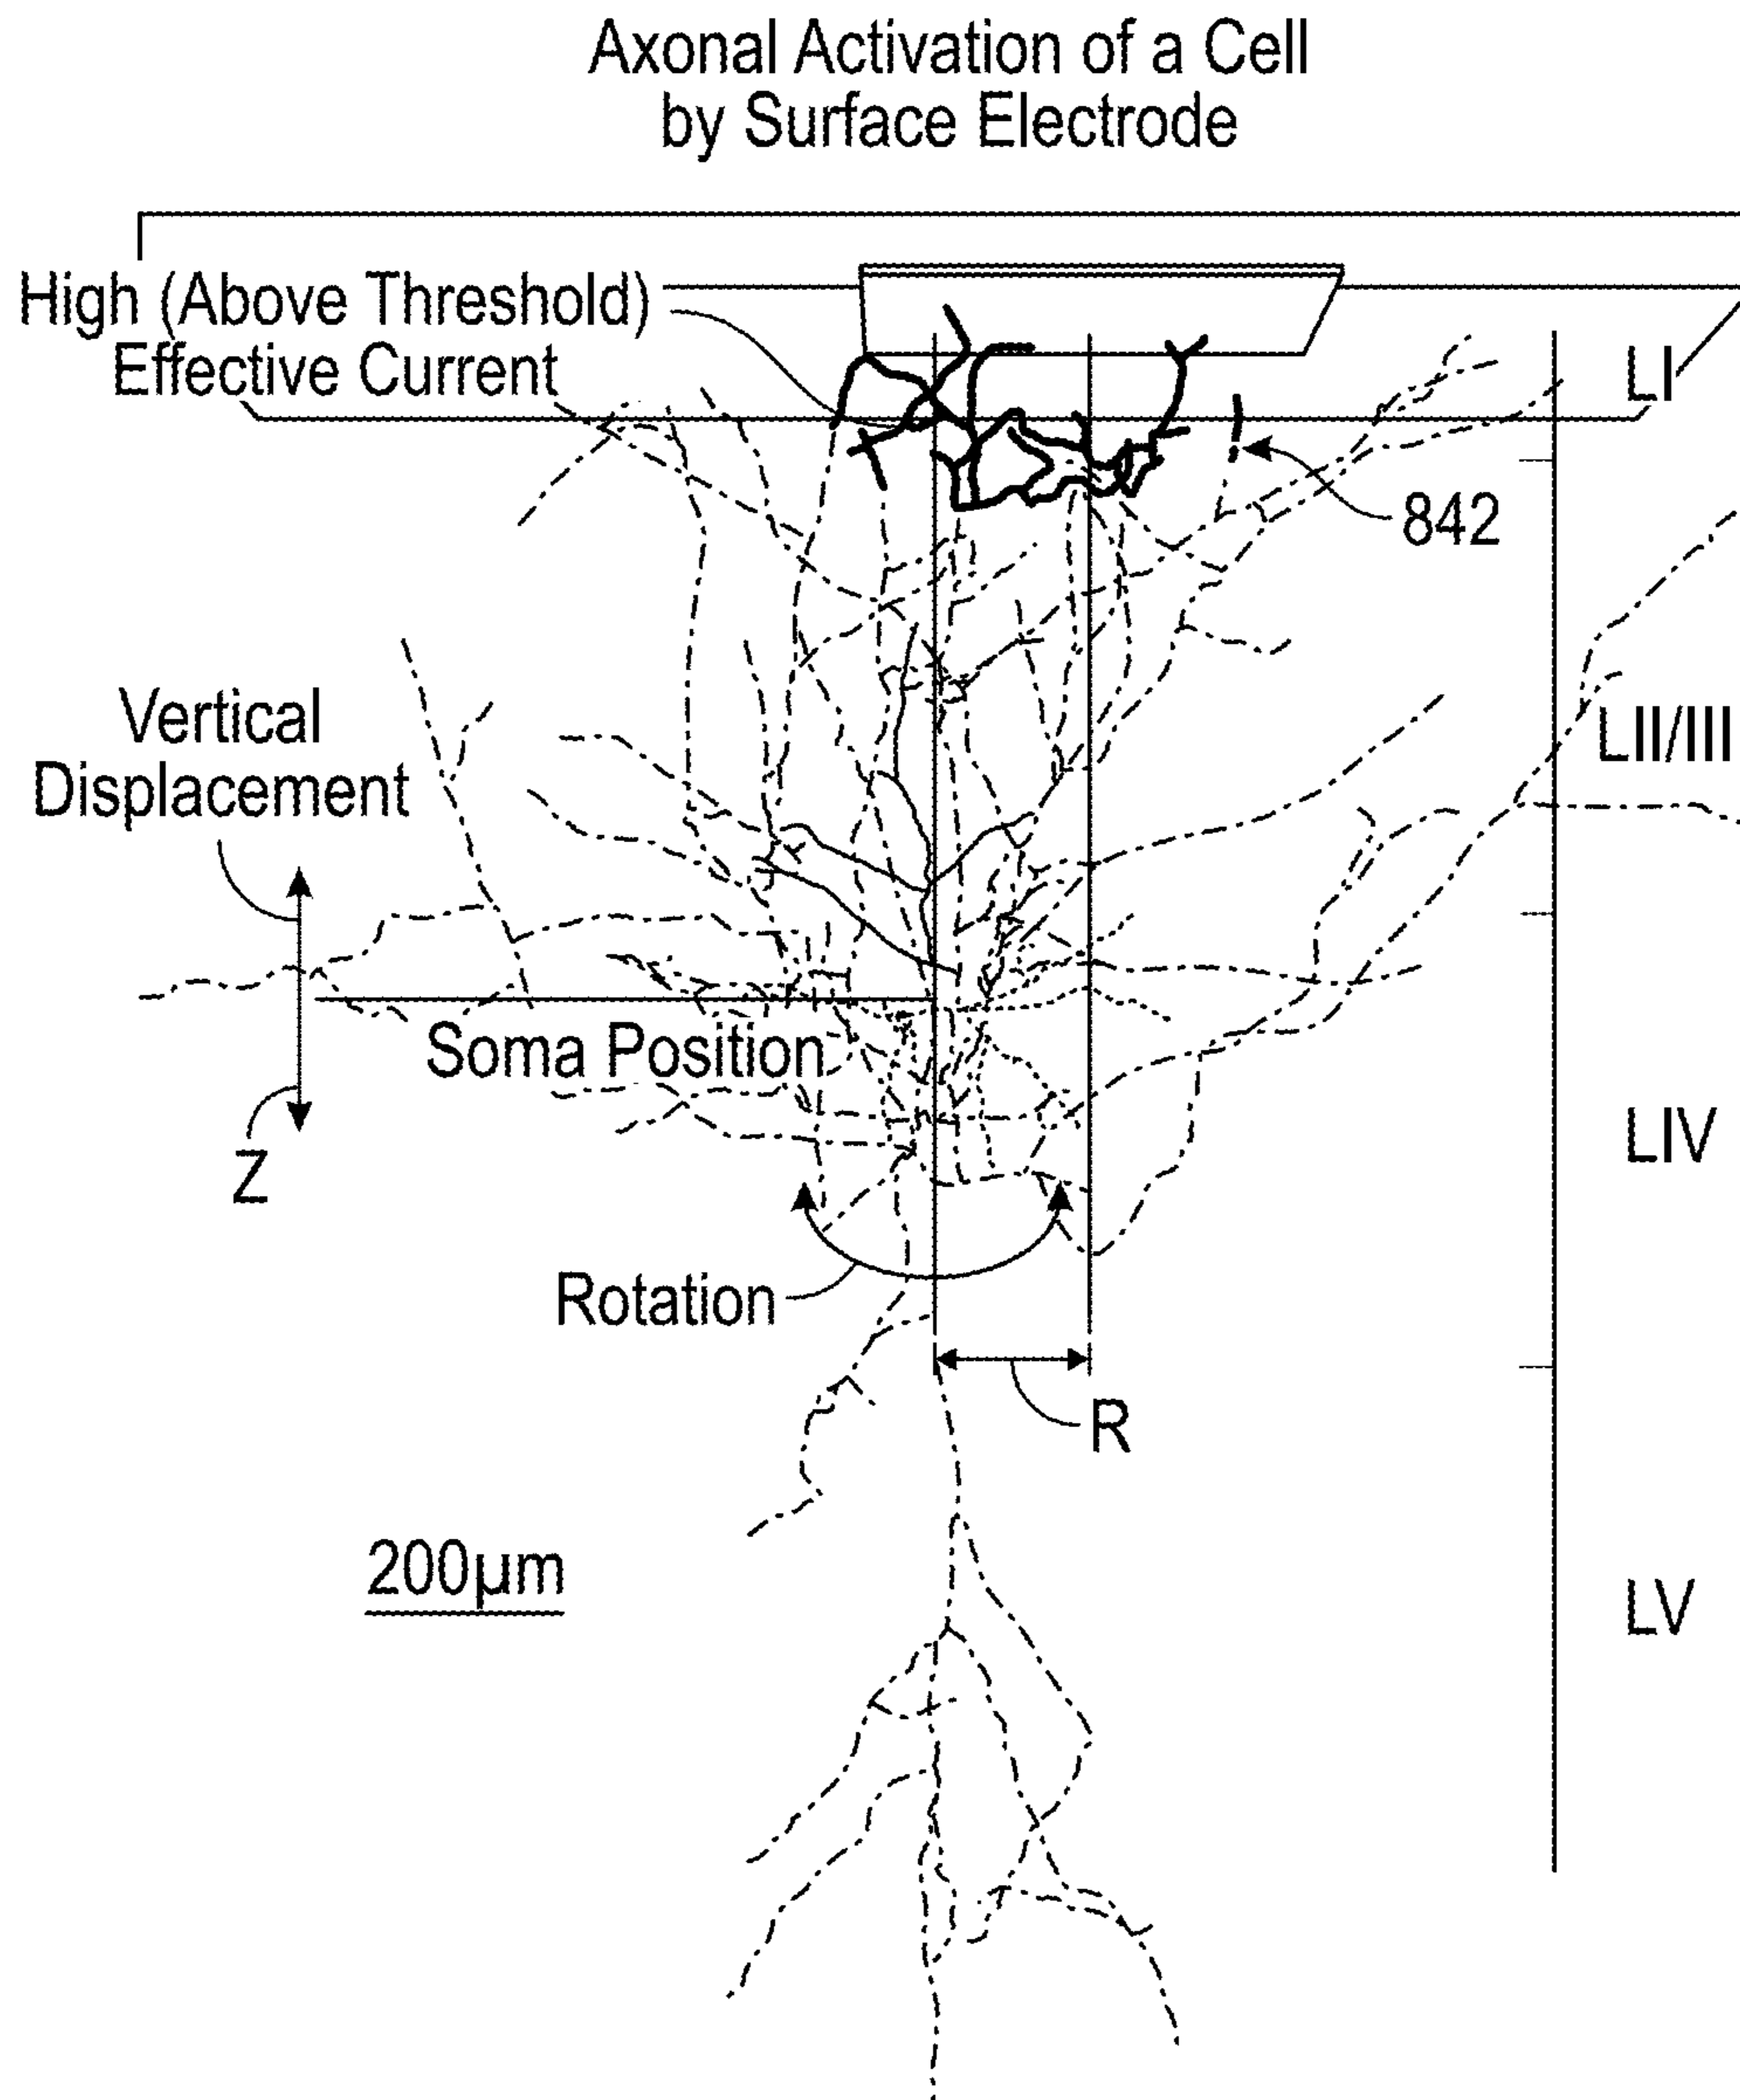 Axonal Activation of a Cell
by Surface Electrode
High (Above Threshold)
Effective Current
LI
842
Vertical
Displacement
LII/III
Soma Position
Z
LIV
Rotation
R
200µm
LV